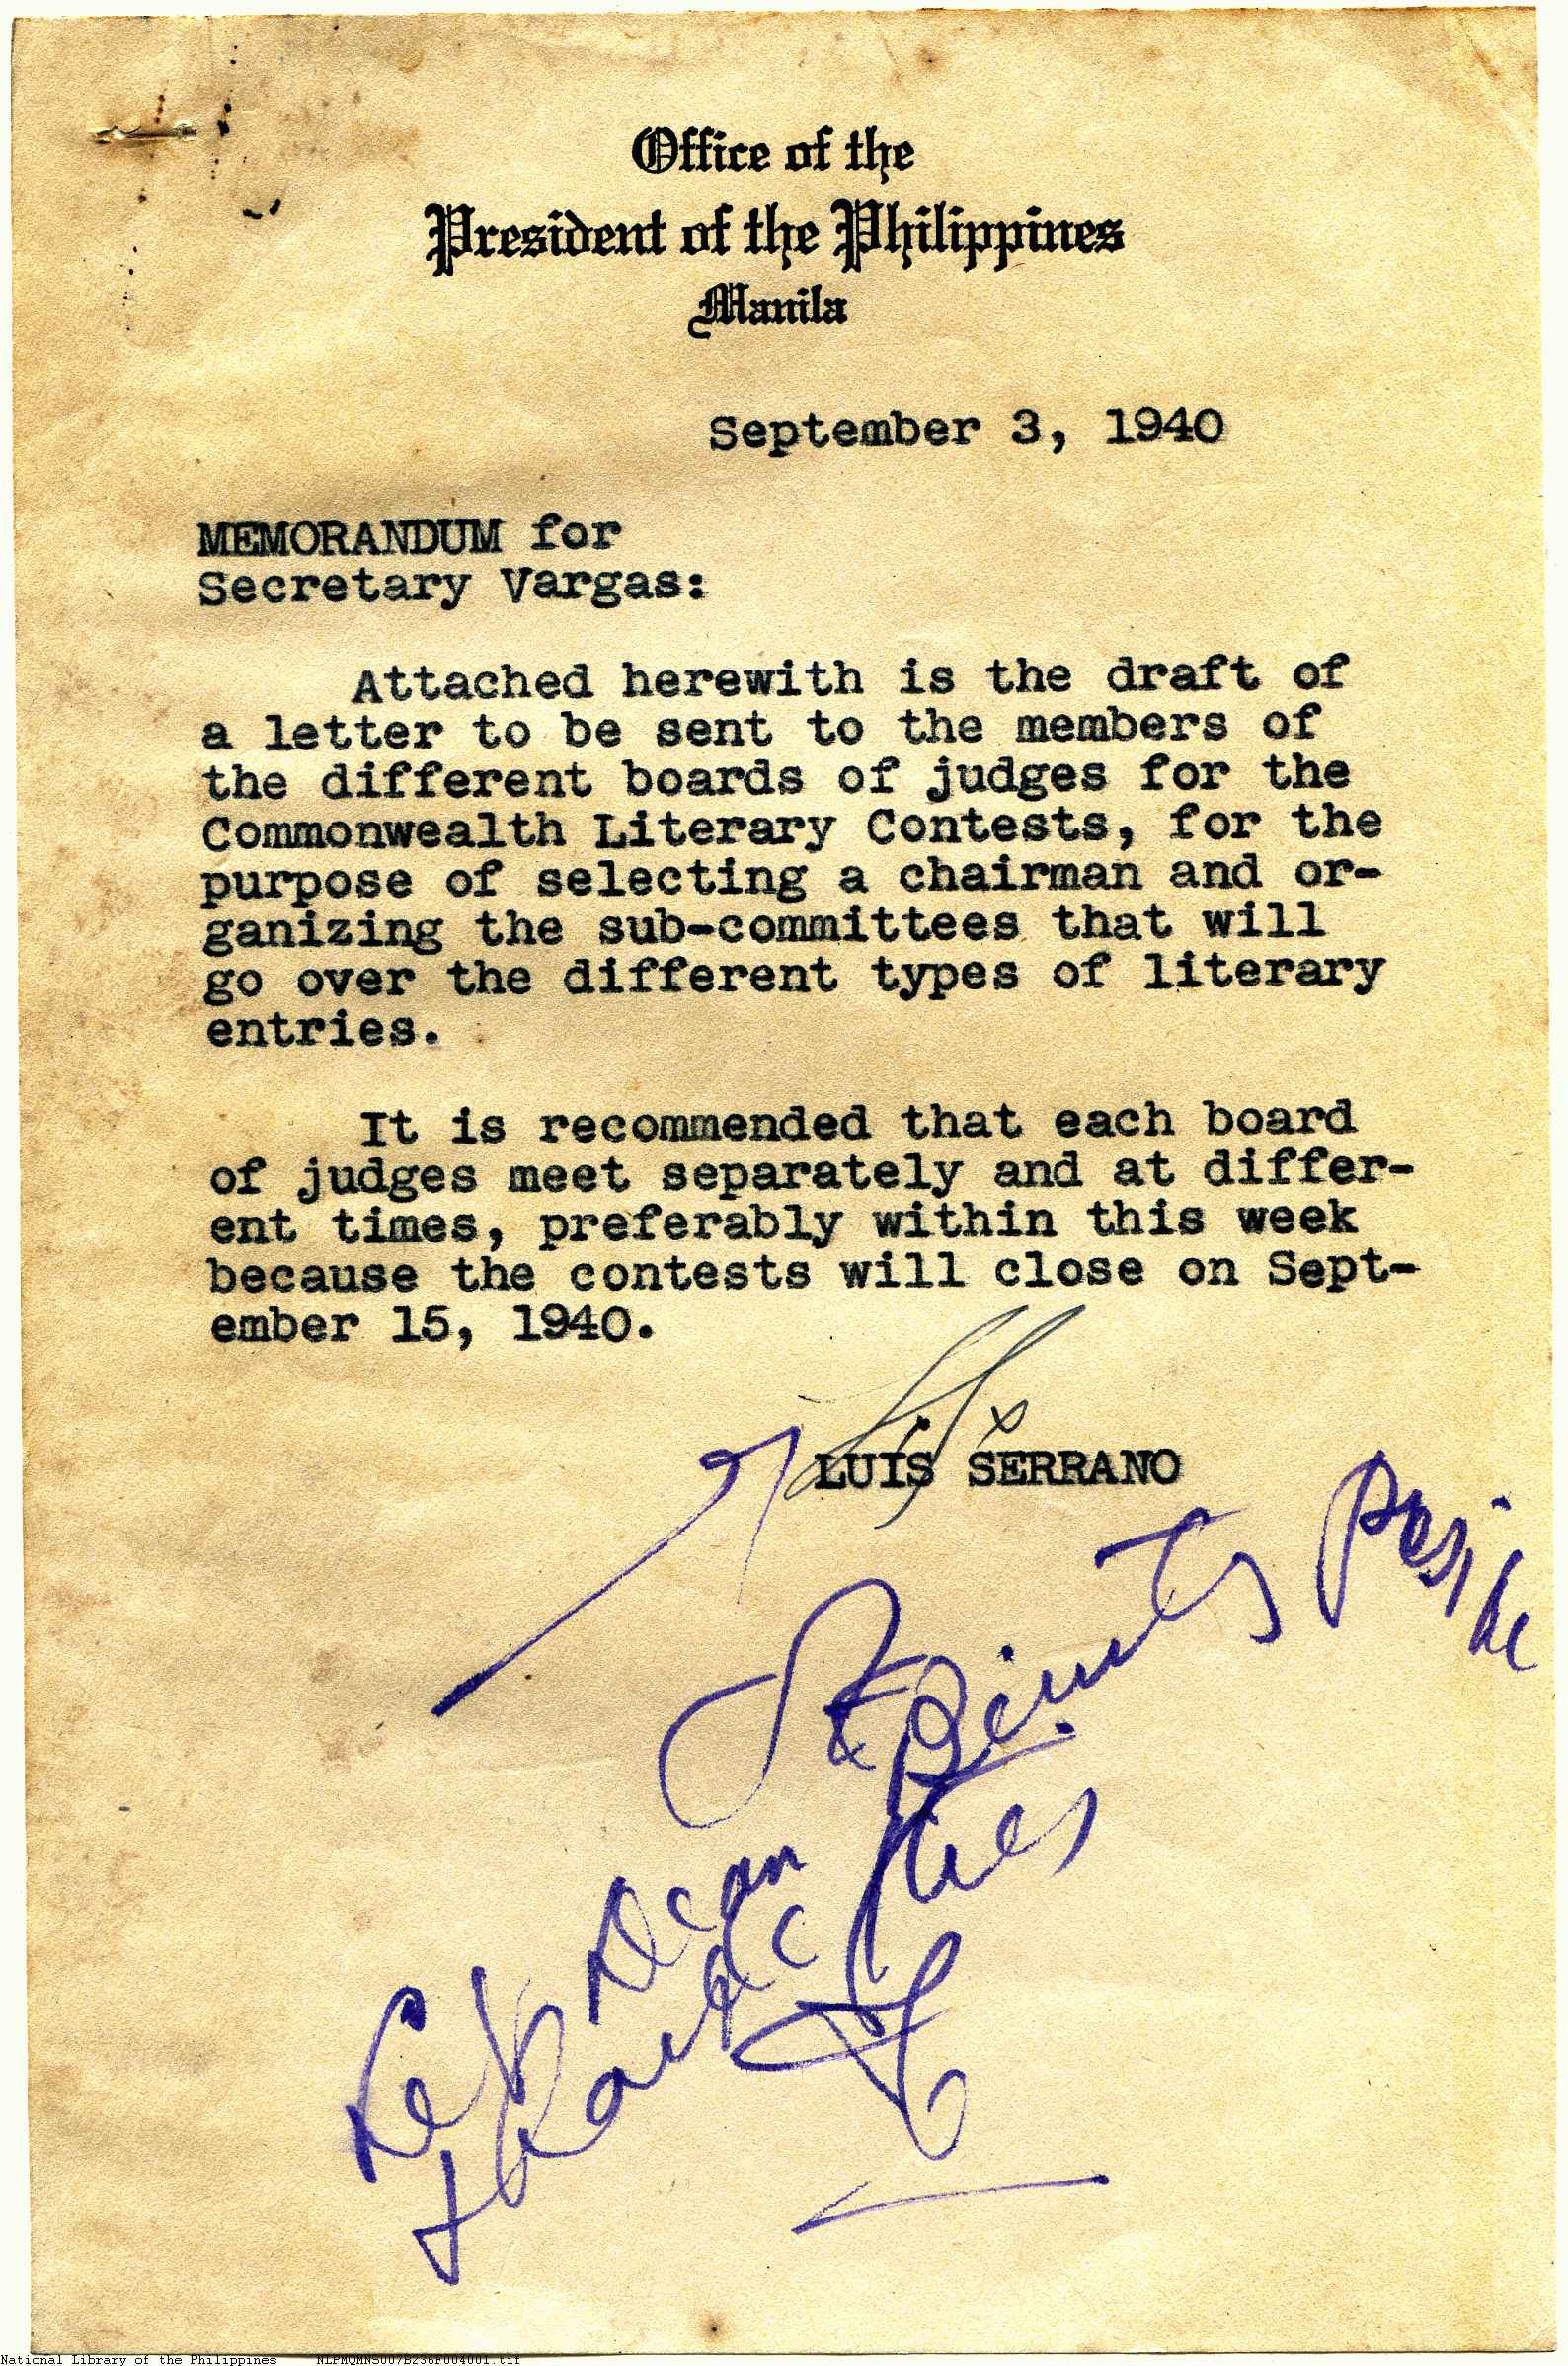 Office of the
President of the Philippines
Manila
September 3, 1940
MEMORANDUM for
Secretary Vargas:
Attached herewith is the draft of
a letter to be sent to the members of
the different boards of judges for the
Commonwealth Literary Contests, for the
purpose of selecting a chairman and or-
ganizing the sub-committees that will
go over the different types of literary
entries.
It is recommended that each board
of judges meet separately and at differ-
ent times, preferably within this week
because the contests will close on Sept-
ember 15, 1940.
LUIS SERRANO
Let Dean
National Library of the Philippines NLPMQMNS007B236F004001.tif